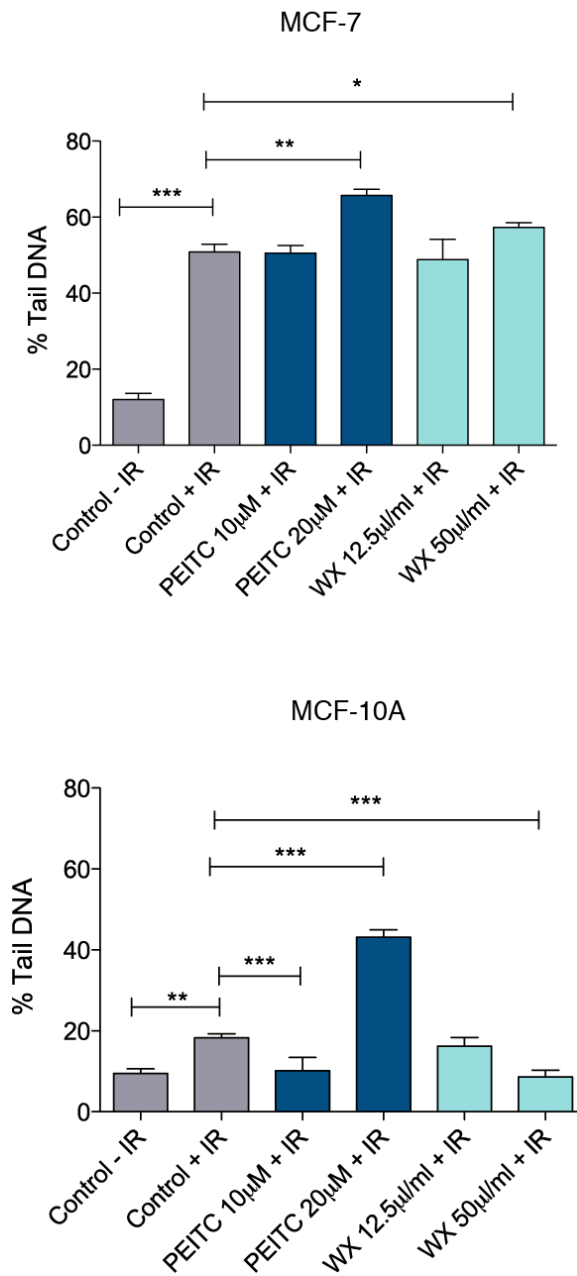 MCF-7
*
**
***
% Tail DNA
80
60
40
20
0
Control - IR
Control + IR
PEITC 10µM + IR
PEITC 20µM + IR
WX 12.5µl/ml + IR
WX 50µl/ml + IR
MCF-10A
***
***
***
**
% Tail DNA
80
60
40
20
0
Control - IR
Control + IR
PEITC 10µM + IR
PEITC 20µM + IR
WX 12.5µl/ml + IR
WX 50µl/ml + IR